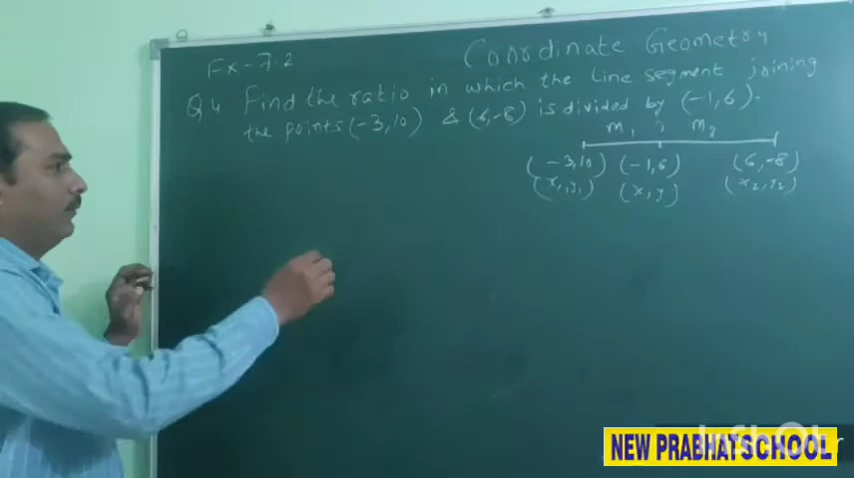 Ex-7.2
Coordinate Geometry
Q4 Find the ratio in which the line segment joining
the points (-3,10) & (6,-8) is divided by (-1,6).
m₁ : m₂
(-3,10) (-1,6) (6,-8)
(x₁,y₁) (x,y) (x₂,y₂)
NEW PRABHAT SCHOOL